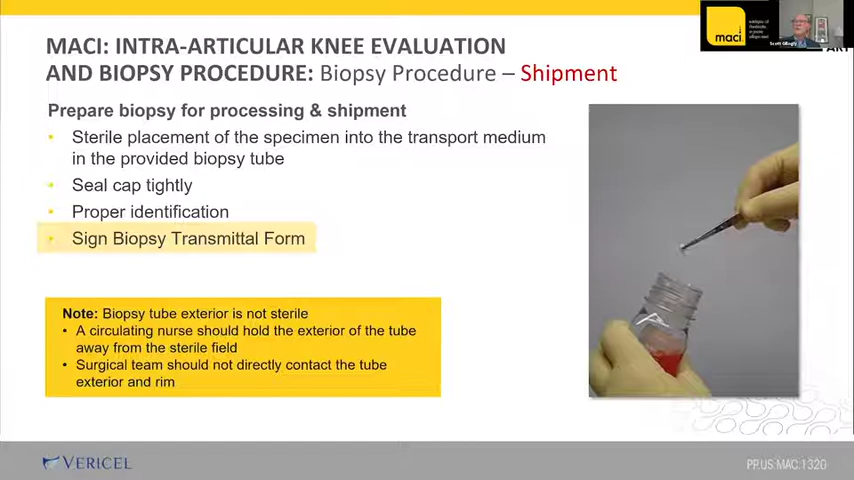 MACI: INTRA-ARTICULAR KNEE EVALUATION
AND BIOPSY PROCEDURE: Biopsy Procedure – Shipment
Prepare biopsy for processing & shipment
• Sterile placement of the specimen into the transport medium
in the provided biopsy tube
• Seal cap tightly
• Proper identification
• Sign Biopsy Transmittal Form
Note: Biopsy tube exterior is not sterile
• A circulating nurse should hold the exterior of the tube
away from the sterile field
• Surgical team should not directly contact the tube
exterior and rim
maci
VERICEL
PP.US.MAC.1320